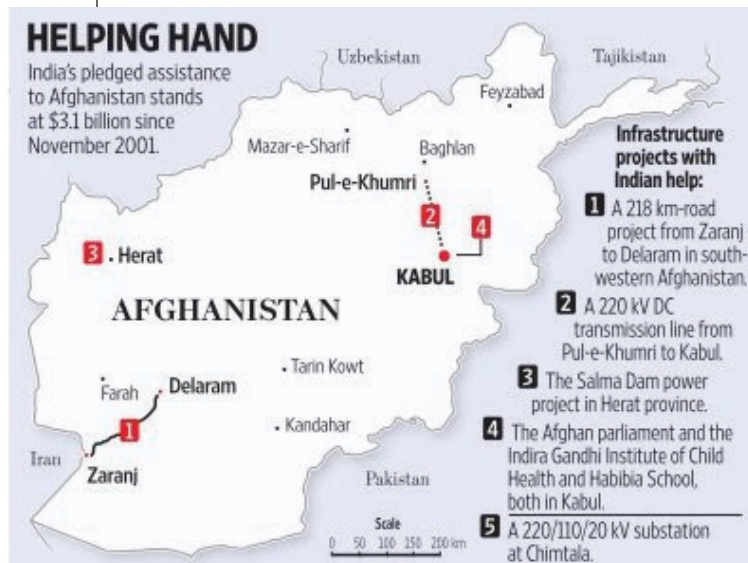 HELPING HAND
India's pledged assistance
to Afghanistan stands
at $3.1 billion since
November 2001.
Uzbekistan
Tajikistan
Feyzabad
Mazar-e-Sharif
Baghlan
Pul-e-Khumri
2
4
3
Herat
KABUL
AFGHANISTAN
Tarin Kowt
Farah
Delaram
1
Kandahar
Iran
Zaranj
Pakistan
Scale
0 50 100 150 200 km
Infrastructure
projects with
Indian help:
1 A 218 km-road
project from Zaranj
to Delaram in south-
western Afghanistan.
2 A 220 kV DC
transmission line from
Pul-e-Khumri to Kabul.
3 The Salma Dam power
project in Herat province.
4 The Afghan parliament and the
Indira Gandhi Institute of Child
Health and Habibia School,
both in Kabul.
5 A 220/110/20 kV substation
at Chimtala.